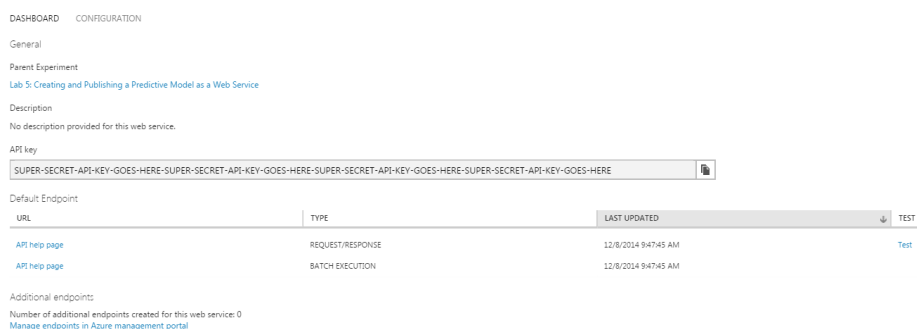 DASHBOARD CONFIGURATION
General
Parent Experiment
Lab 5: Creating and Publishing a Predictive Model as a Web Service
Description
No description provided for this web service.
API key
SUPER-SECRET-API-KEY-GOES-HERE-SUPER-SECRET-API-KEY-GOES-HERE-SUPER-SECRET-API-KEY-GOES-HERE-SUPER-SECRET-API-KEY-GOES-HERE
Default Endpoint
URL TYPE LAST UPDATED TEST
API help page REQUEST/RESPONSE 12/8/2014 9:47:45 AM Test
API help page BATCH EXECUTION 12/8/2014 9:47:45 AM
Additional endpoints
Number of additional endpoints created for this web service: 0
Manage endpoints in Azure management portal